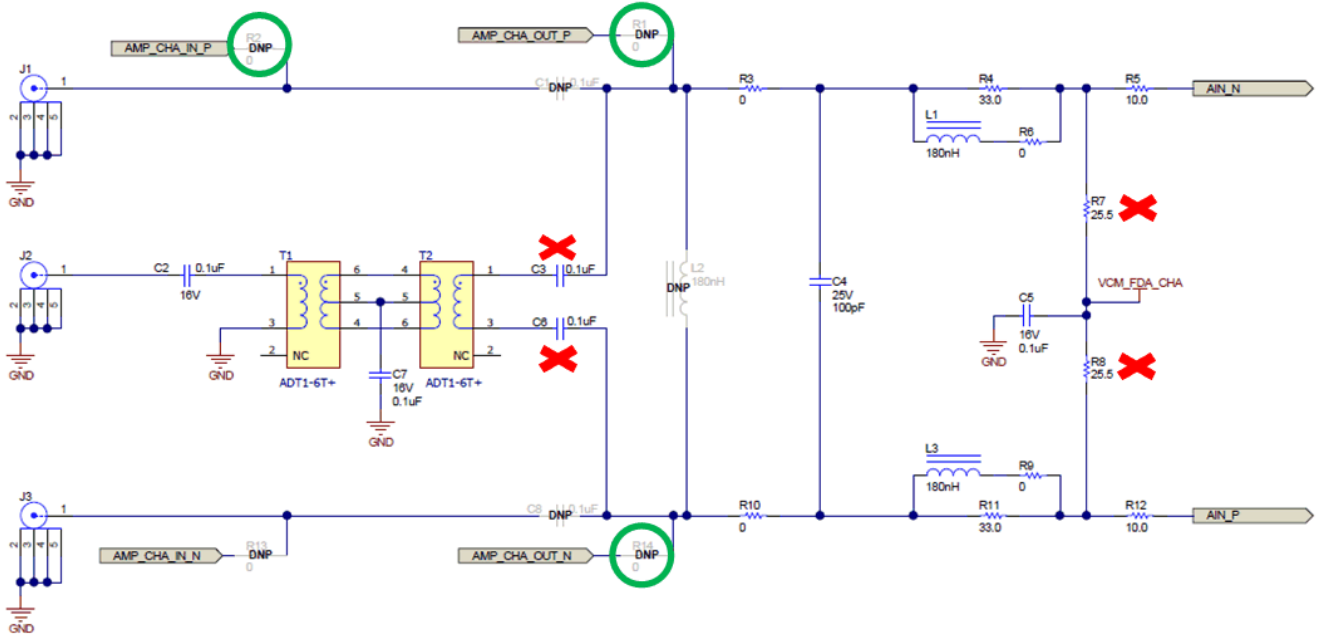 AMP_CHA_IN_P
R2
DNP
0
AMP_CHA_OUT_P
R1
DNP
0
J1
1
2 3 4 5
GND
C1
DNP
0.1uF
R3
0
R4
33.0
R5
10.0
AIN_N
L1
180nH
R6
0
J2
1
2 3 4 5
GND
C2
0.1uF
16V
T1
1
3
2
NC
6
5
4
ADT1-6T+
GND
T2
4
5
6
1
3
2
NC
ADT1-6T+
C7
16V
0.1uF
GND
C3
0.1uF
C6
0.1uF
L2
DNP
180nH
C4
25V
100pF
R7
25.5
VCM_FDA_CHA
C5
16V
0.1uF
GND
R8
25.5
J3
1
2 3 4 5
GND
AMP_CHA_IN_N
R13
DNP
0
C8
DNP
0.1uF
AMP_CHA_OUT_N
R14
DNP
0
R10
0
L3
180nH
R9
0
R11
33.0
R12
10.0
AIN_P